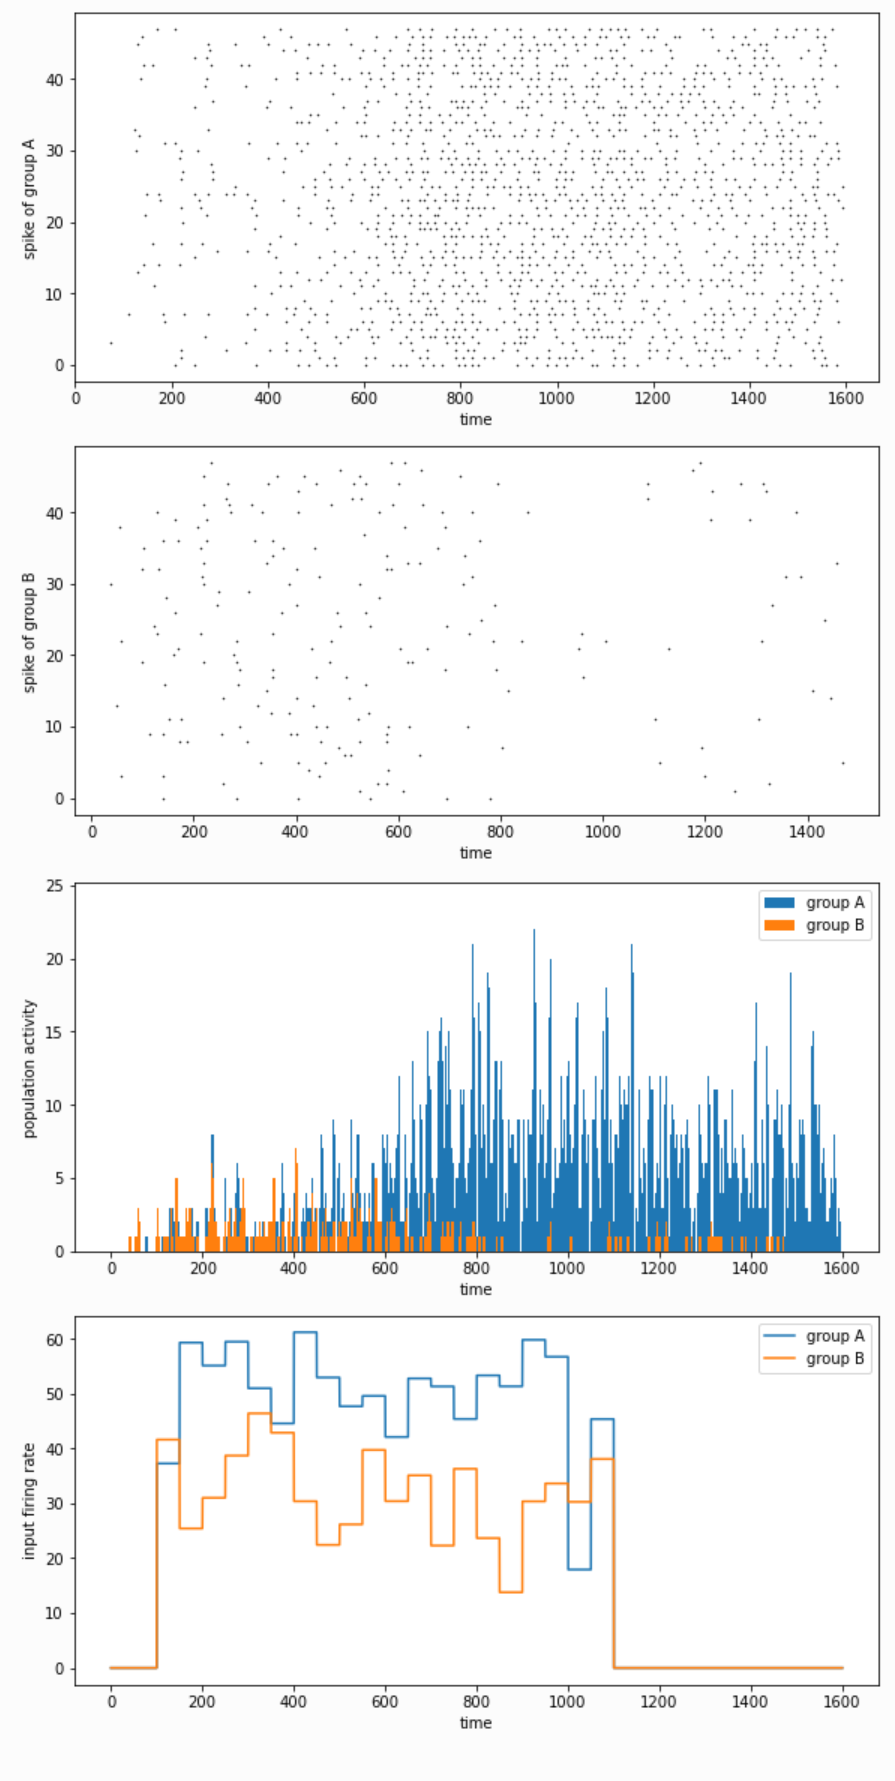 40
30
20
10
0
spike of group A
0 200 400 600 800 1000 1200 1400 1600
time
40
30
20
10
0
spike of group B
0 200 400 600 800 1000 1200 1400
time
25
20
15
10
5
0
population activity
group A
group B
0 200 400 600 800 1000 1200 1400 1600
time
60
50
40
30
20
10
0
input firing rate
group A
group B
0 200 400 600 800 1000 1200 1400 1600
time